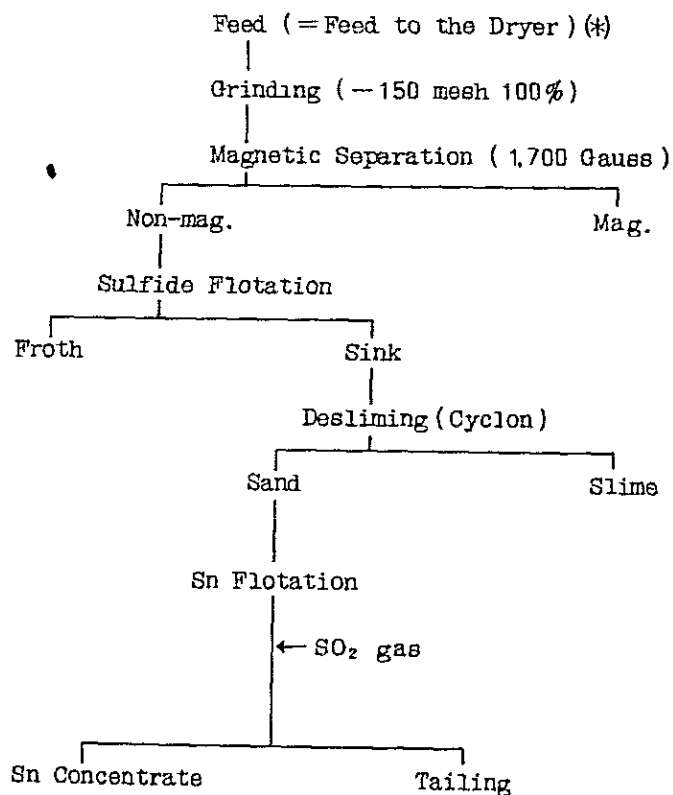 Feed (=Feed to the Dryer)(*)
Grinding (-150 mesh 100%)
Magnetic Separation (1,700 Gauss)
Non-mag.
Mag.
Sulfide Flotation
Froth
Sink
Desliming (Cyclon)
Sand
Slime
Sn Flotation
← SO₂ gas
Sn Concentrate
Tailing